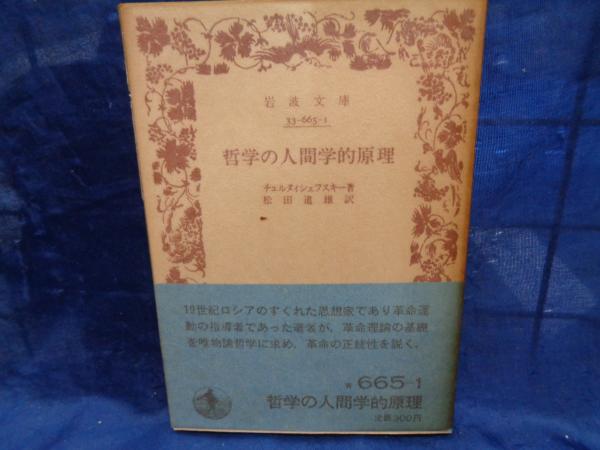 岩波文庫
33-665-1
哲学の人間学的原理
チェルヌィシェフスキー著
松田道雄訳
19世紀ロシアのすぐれた思想家であり革命運
動の指導者であった著者が，革命理論の基礎
を唯物論哲学に求め，革命の正統性を説く．
青 665-1
哲学の人間学的原理
定価300円